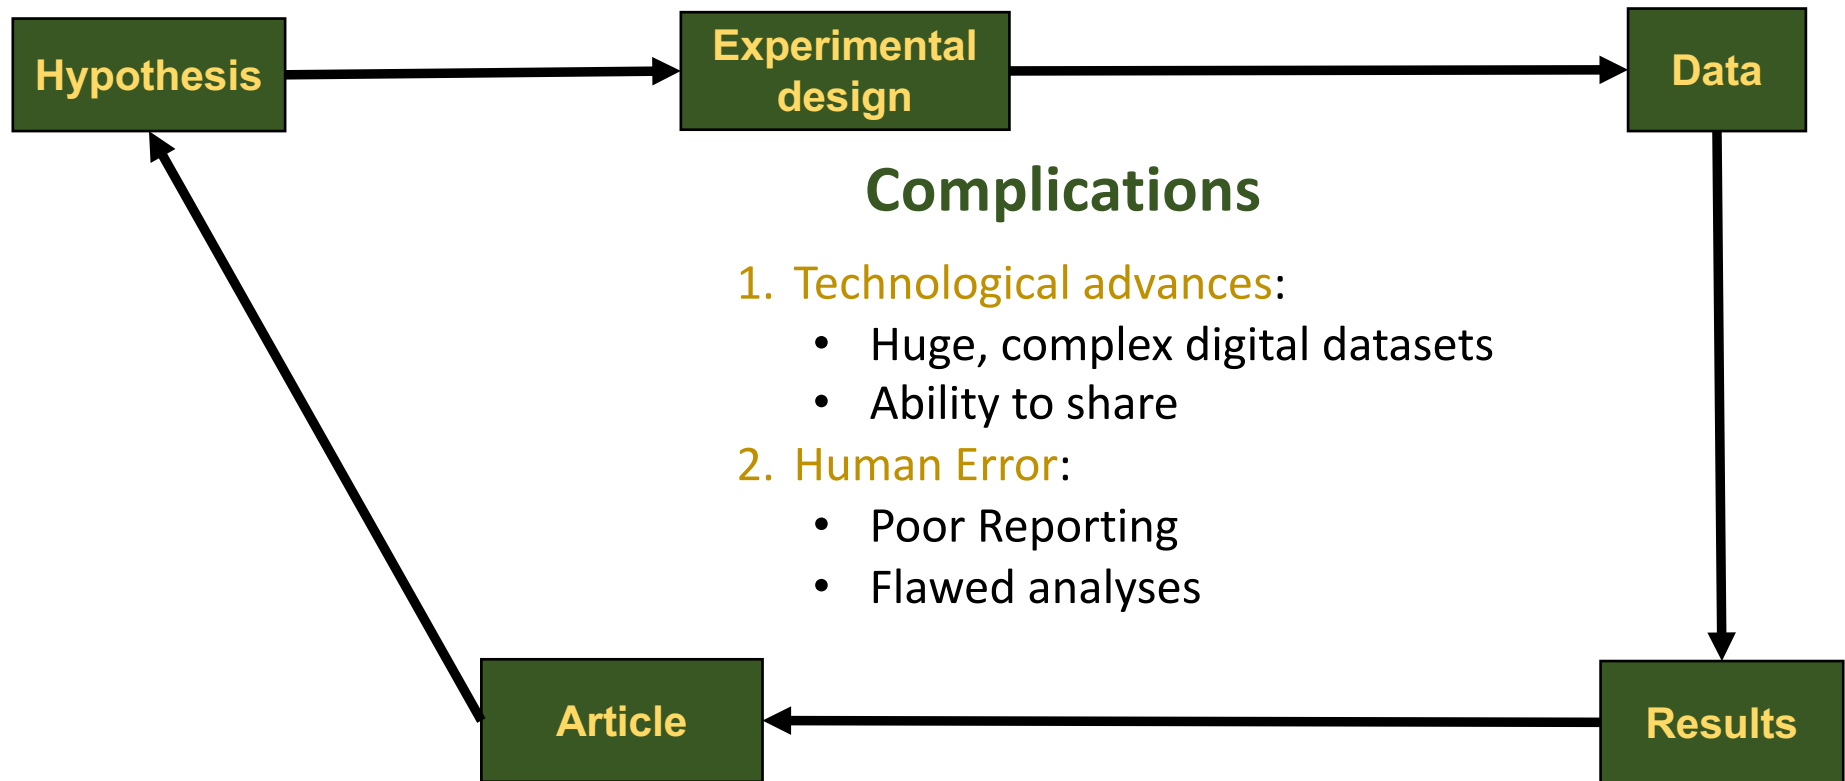 Hypothesis
Experimental
design
Data
Complications
1. Technological advances:
• Huge, complex digital datasets
• Ability to share
2. Human Error:
• Poor Reporting
• Flawed analyses
Article
Results